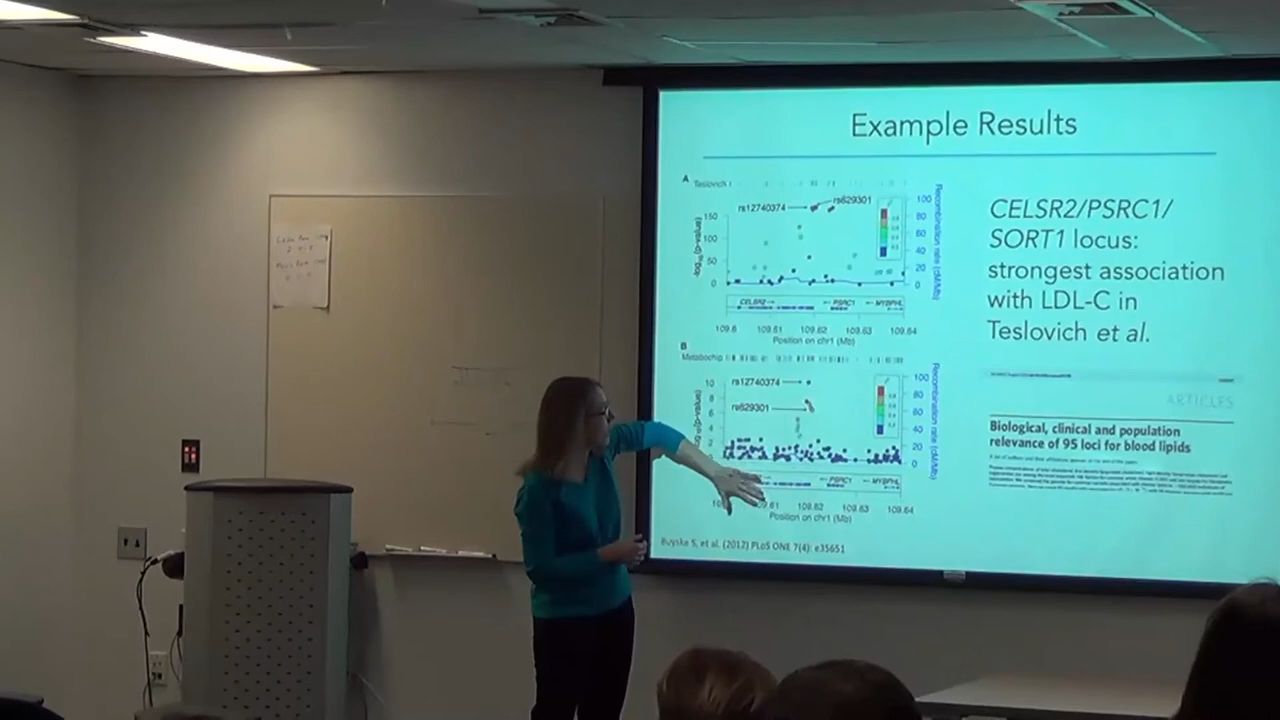 Example Results
A
Teslovich
rs12740374
rs629301
150
100
50
0
-log10(p-value)
100
80
60
40
20
0
Recombination rate (cM/Mb)
CELSR2→
←PSRC1
←MYBPHL
109.6 109.61 109.62 109.63 109.64
Position on chr1 (Mb)
CELSR2/PSRC1/
SORT1 locus:
strongest association
with LDL-C in
Teslovich et al.
B
Metabochip
rs12740374
rs629301
10
8
6
4
2
100
80
60
40
20
0
Recombination rate (cM/Mb)
←PSRC1
←MYBPHL
109.62 109.63 109.64
Position on chr1 (Mb)
ARTICLES
Biological, clinical and population
relevance of 95 loci for blood lipids
Buyske S, et al. (2012) PLoS ONE 7(4): e35651